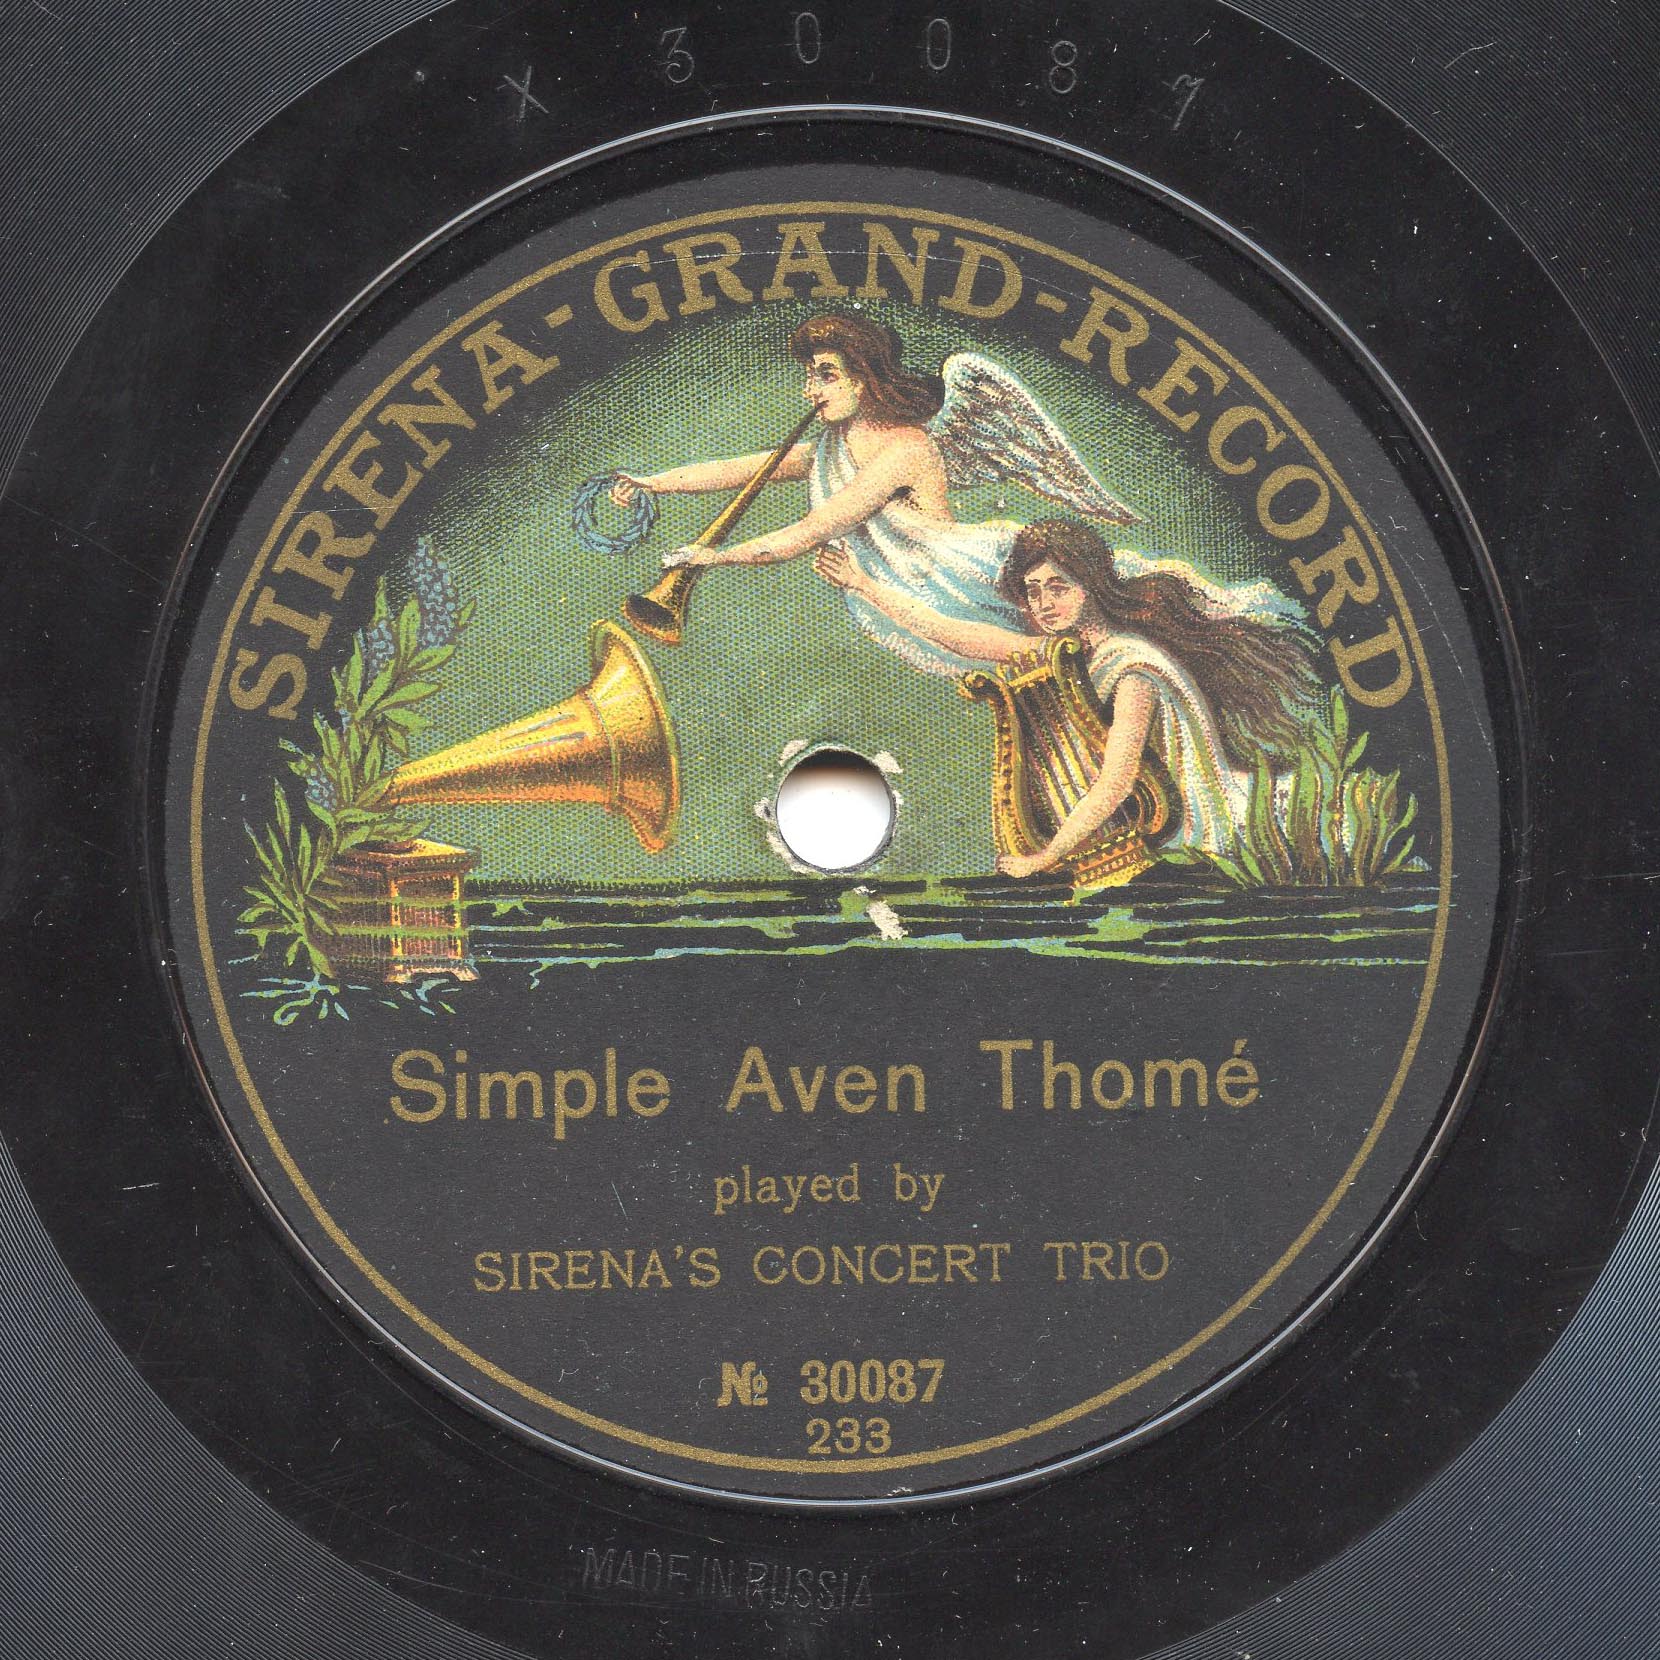 X 30087
SIRENA-GRAND-RECORD
Simple Aven Thomé
played by
SIRENA'S CONCERT TRIO
№ 30087
233
MADE IN RUSSIA